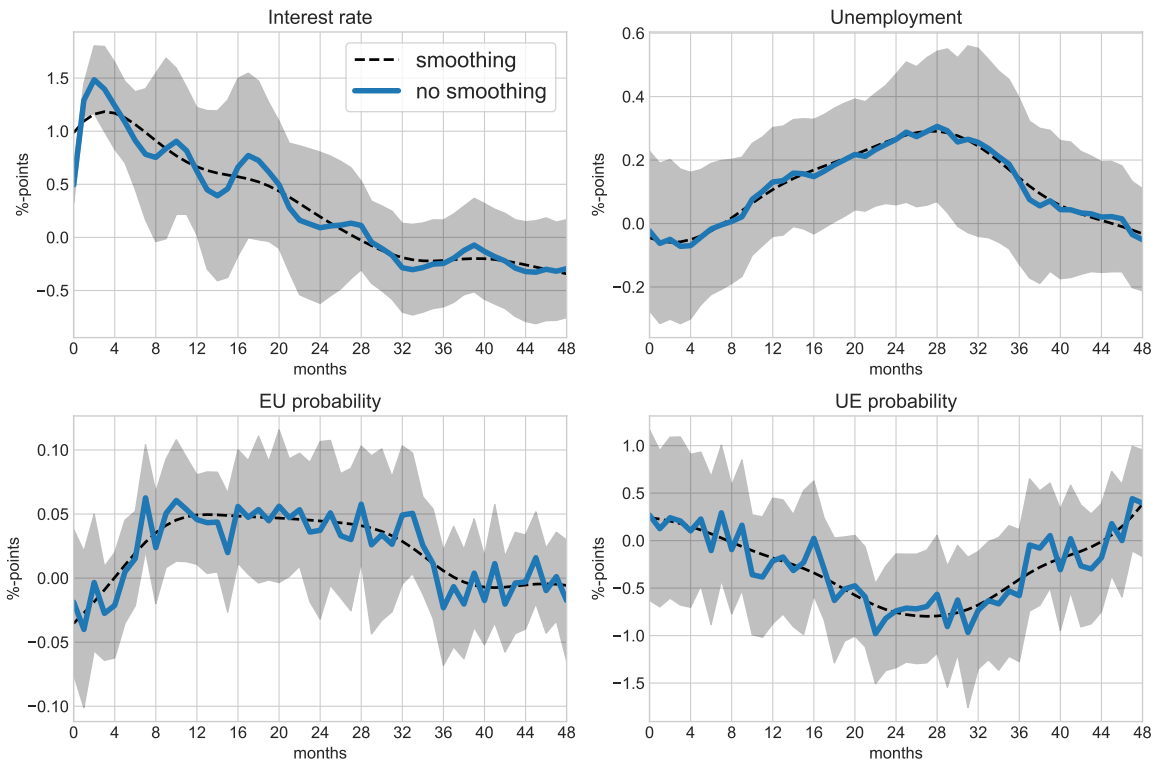 Interest rate
%-points
1.5
1.0
0.5
0.0
−0.5
smoothing
no smoothing
0 4 8 12 16 20 24 28 32 36 40 44 48
months
Unemployment
%-points
0.6
0.4
0.2
0.0
−0.2
0 4 8 12 16 20 24 28 32 36 40 44 48
months
EU probability
%-points
0.10
0.05
0.00
−0.05
−0.10
0 4 8 12 16 20 24 28 32 36 40 44 48
months
UE probability
%-points
1.0
0.5
0.0
−0.5
−1.0
−1.5
0 4 8 12 16 20 24 28 32 36 40 44 48
months